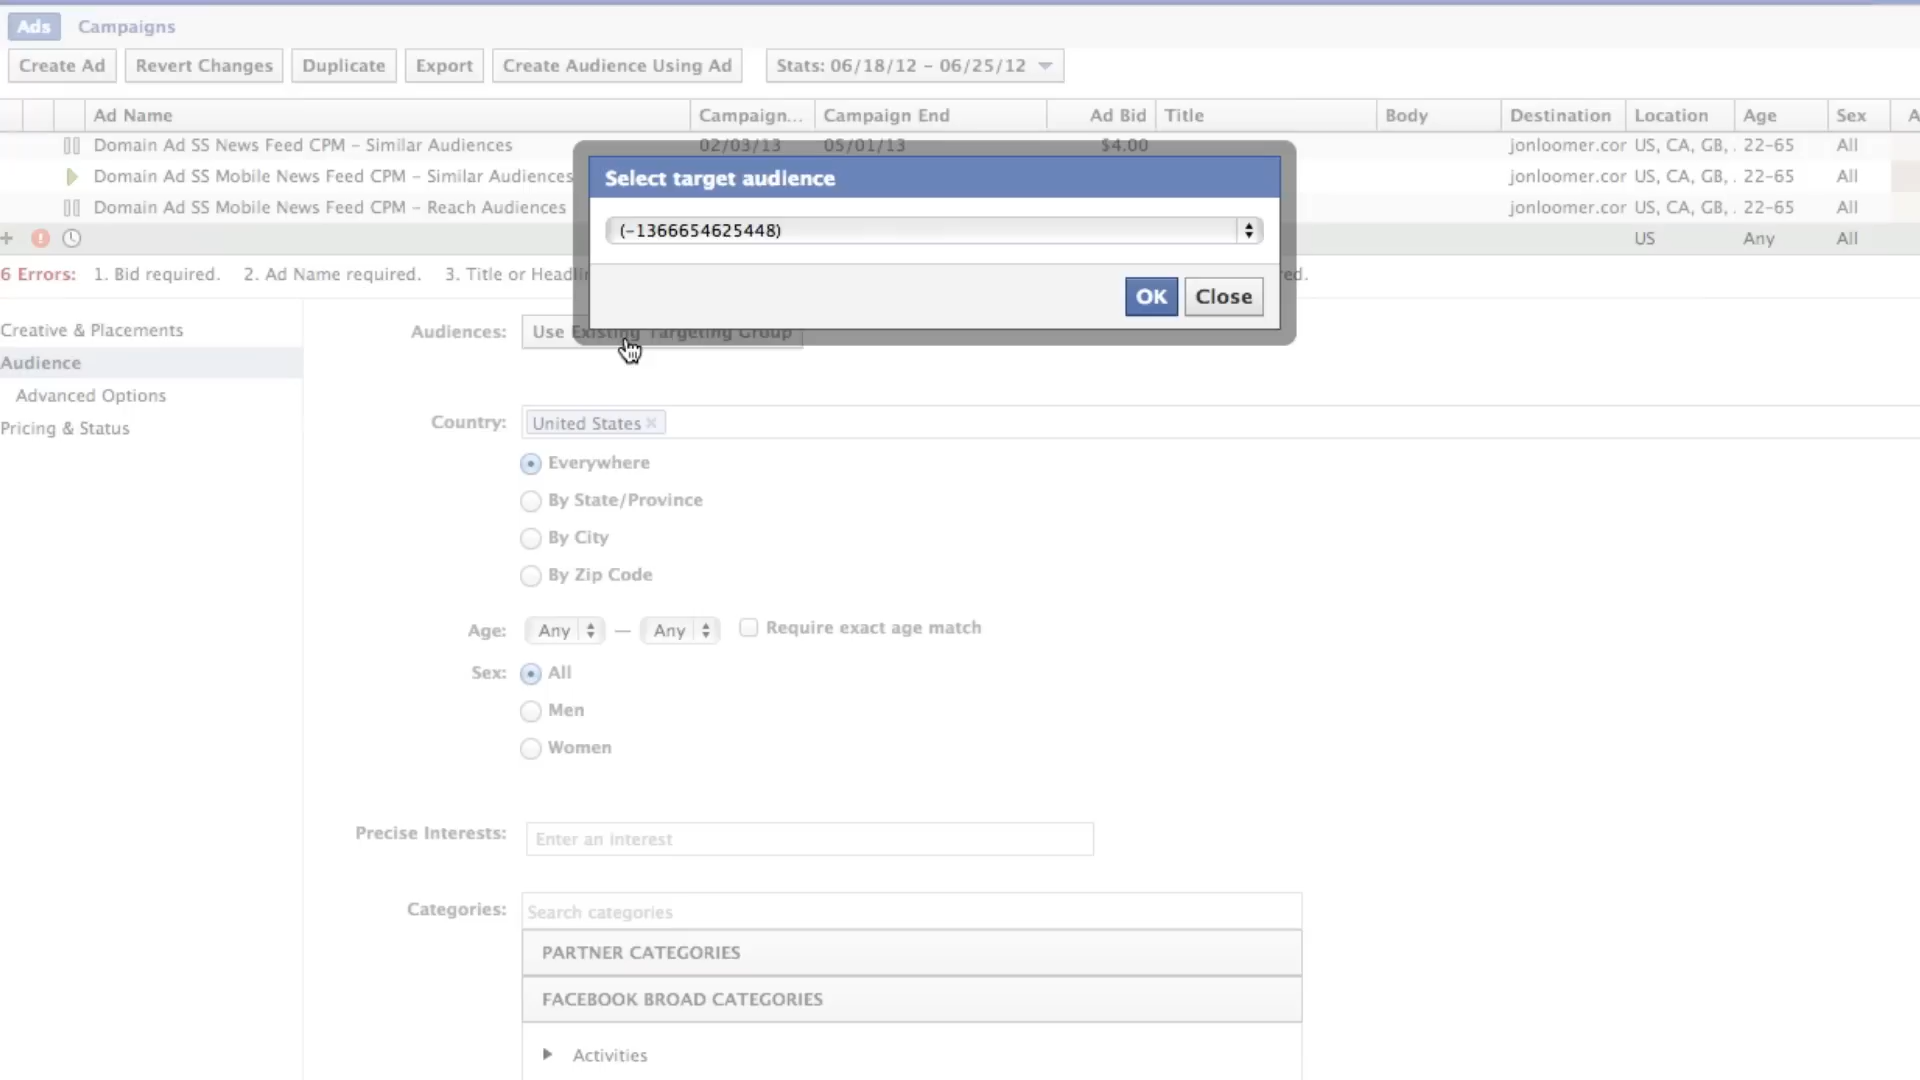 Ads Campaigns
Create Ad Revert Changes Duplicate Export Create Audience Using Ad Stats: 06/18/12 – 06/25/12
Ad Name Campaign... Campaign End Ad Bid Title Body Destination Location Age Sex A
Domain Ad SS News Feed CPM – Similar Audiences 02/03/13 05/01/13 $4.00 jonloomer.cor US, CA, GB, . 22–65 All
Domain Ad SS Mobile News Feed CPM – Similar Audiences jonloomer.cor US, CA, GB, . 22–65 All
Domain Ad SS Mobile News Feed CPM – Reach Audiences jonloomer.cor US, CA, GB, . 22–65 All
US Any All
Select target audience
(–1366654625448)
OK Close
6 Errors: 1. Bid required. 2. Ad Name required. 3. Title or Headlin ed.
Creative & Placements
Audience
Advanced Options
Pricing & Status
Audiences: Use Existing Targeting Group
Country: United States
Everywhere
By State/Province
By City
By Zip Code
Age: Any — Any Require exact age match
Sex: All
Men
Women
Precise Interests: Enter an interest
Categories: Search categories
PARTNER CATEGORIES
FACEBOOK BROAD CATEGORIES
Activities